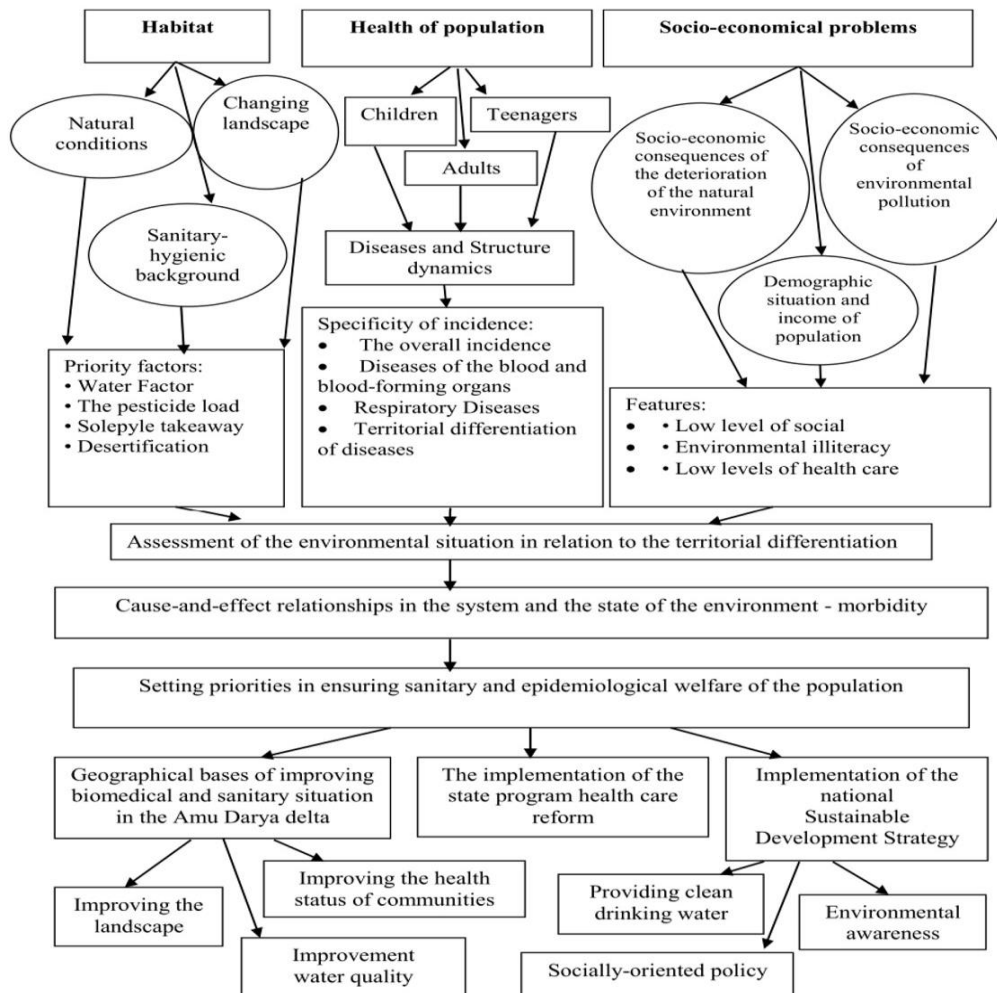 Habitat
Health of population
Socio-economical problems
Natural
conditions
Changing
landscape
Sanitary-
hygienic
background
Children
Teenagers
Adults
Diseases and Structure
dynamics
Socio-economic
consequences of the
deterioration of
the natural
environment
Socio-economic
consequences
of
environmental
pollution
Demographic
situation and
income of
population
Priority factors:
• Water Factor
• The pesticide load
• Solepyle takeaway
• Desertification
Specificity of incidence:
● The overall incidence
● Diseases of the blood and
blood-forming organs
● Respiratory Diseases
● Territorial differentiation
of diseases
Features:
● • Low level of social
● • Environmental illiteracy
● • Low levels of health care
Assessment of the environmental situation in relation to the territorial differentiation
Cause-and-effect relationships in the system and the state of the environment - morbidity
Setting priorities in ensuring sanitary and epidemiological welfare of the population
Geographical bases of improving
biomedical and sanitary situation
in the Amu Darya delta
The implementation of the
state program health care
reform
Implementation of the
national
Sustainable
Development Strategy
Improving the
landscape
Improvement
water quality
Improving the health
status of communities
Providing clean
drinking water
Socially-oriented policy
Environmental
awareness